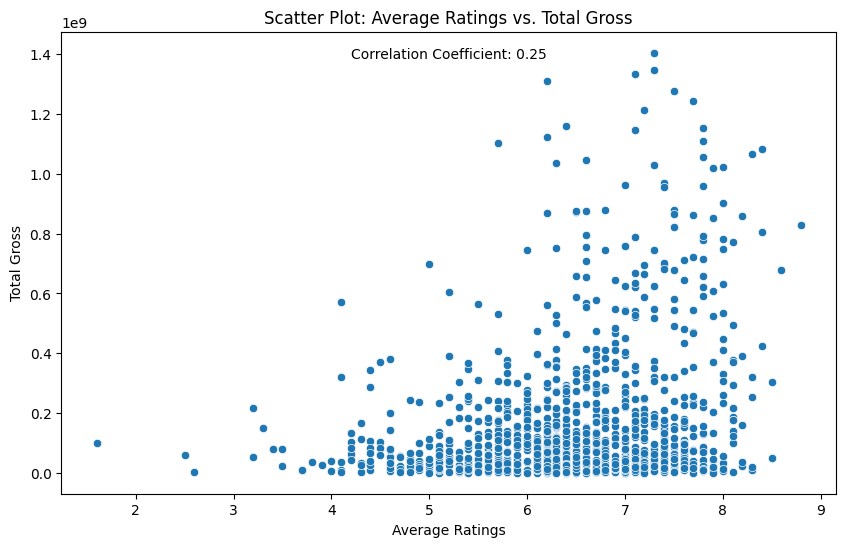 Scatter Plot: Average Ratings vs. Total Gross
1e9
Correlation Coefficient: 0.25
1.4
1.2
1.0
0.8
0.6
0.4
0.2
0.0
Total Gross
2 3 4 5 6 7 8 9
Average Ratings